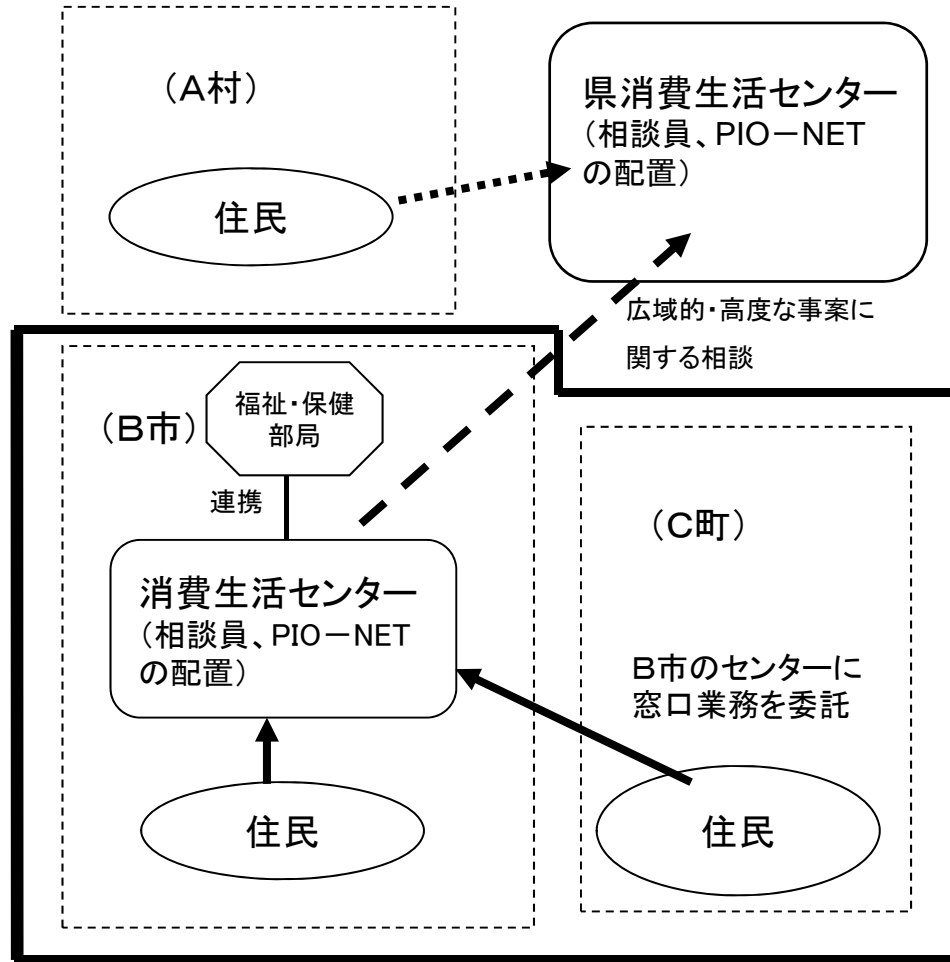 （A村）
住民
県消費生活センター
（相談員、PIO－NET
の配置）
広域的・高度な事案に
関する相談
（B市）
福祉・保健
部局
連携
消費生活センター
（相談員、PIO－NET
の配置）
住民
（C町）
B市のセンターに
窓口業務を委託
住民